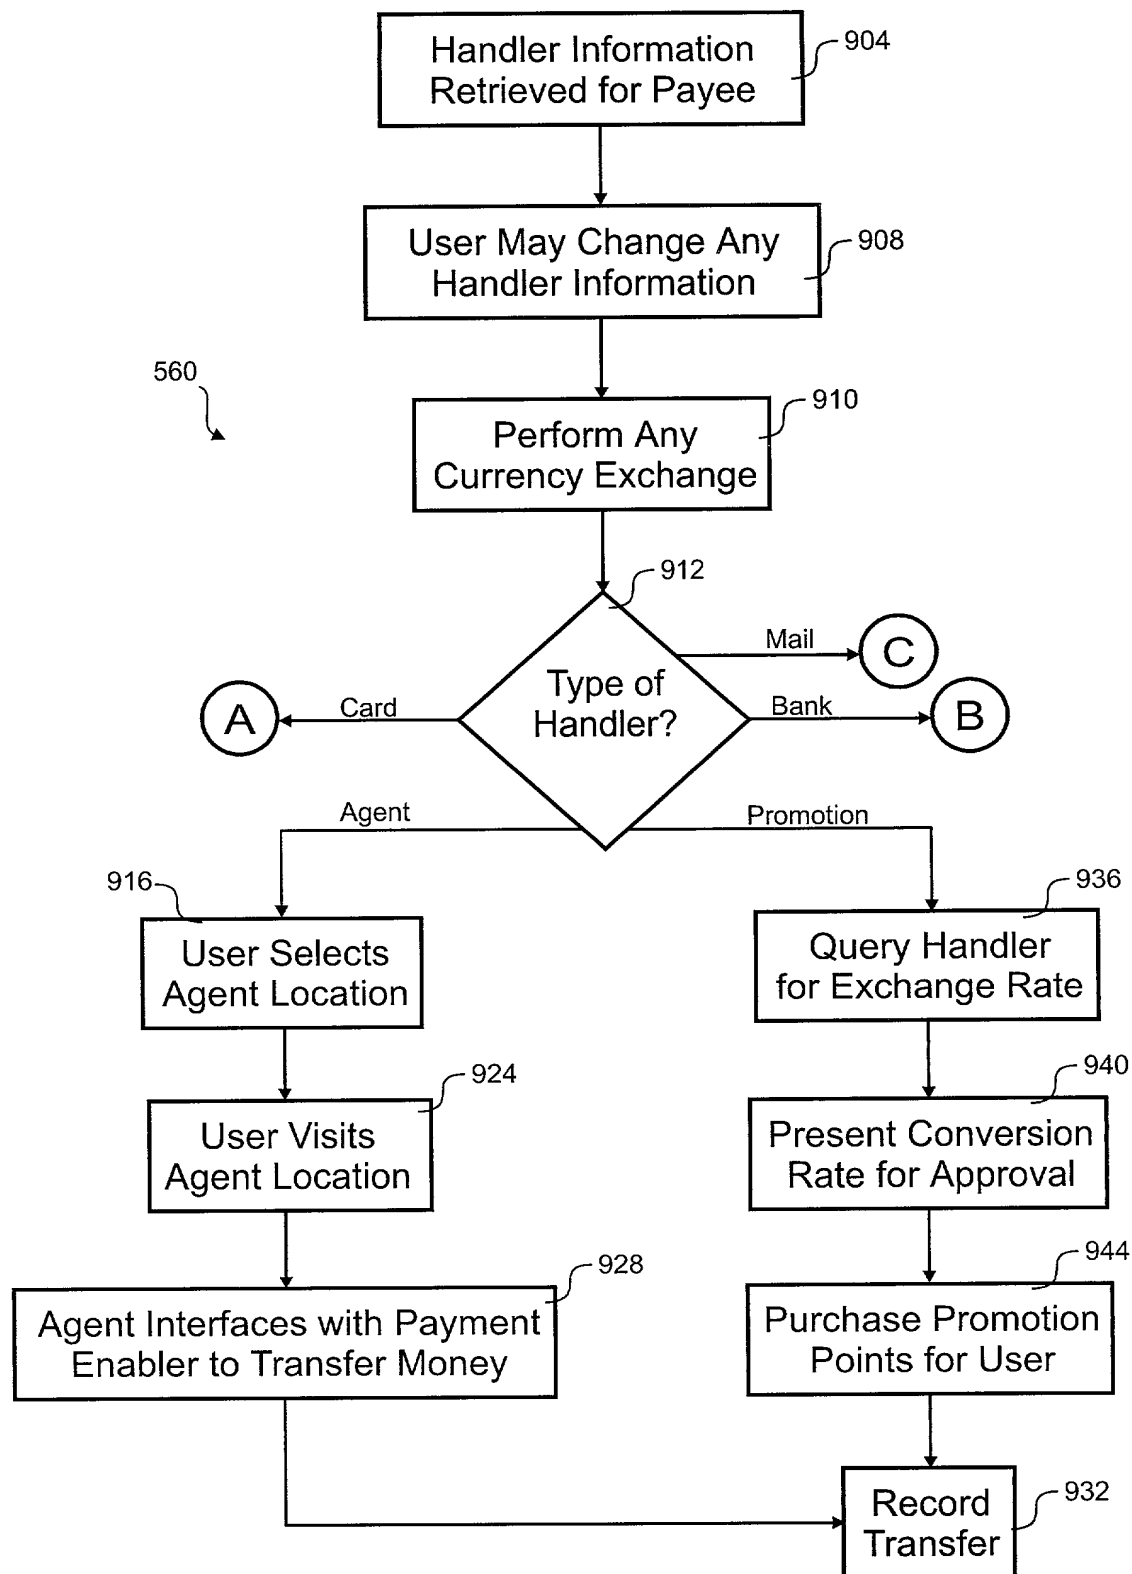 Handler Information
Retrieved for Payee
904
User May Change Any
Handler Information
908
560
Perform Any
Currency Exchange
910
912
Type of
Handler?
Mail
C
Card
A
Bank
B
Agent
Promotion
916
User Selects
Agent Location
936
Query Handler
for Exchange Rate
924
User Visits
Agent Location
940
Present Conversion
Rate for Approval
928
Agent Interfaces with Payment
Enabler to Transfer Money
944
Purchase Promotion
Points for User
932
Record
Transfer